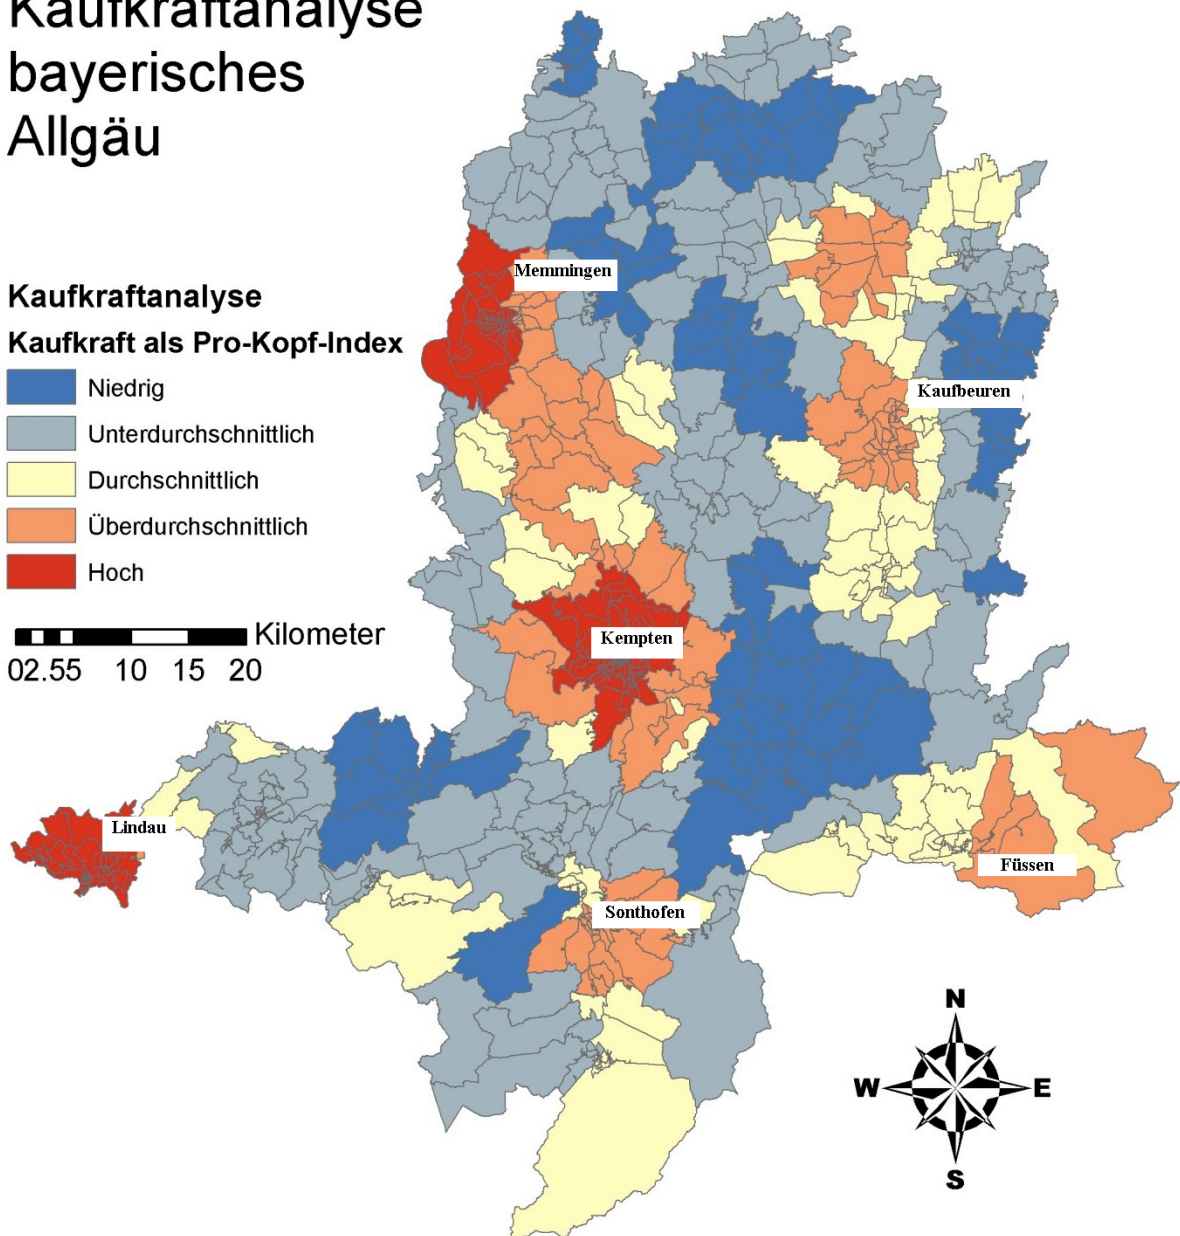 Kaufkraftanalyse
bayerisches
Allgäu
Kaufkraftanalyse
Kaufkraft als Pro-Kopf-Index
Niedrig
Unterdurchschnittlich
Durchschnittlich
Überdurchschnittlich
Hoch
Kilometer
02.55 10 15 20
Memmingen
Kaufbeuren
Kempten
Lindau
Füssen
Sonthofen
N
W E
S